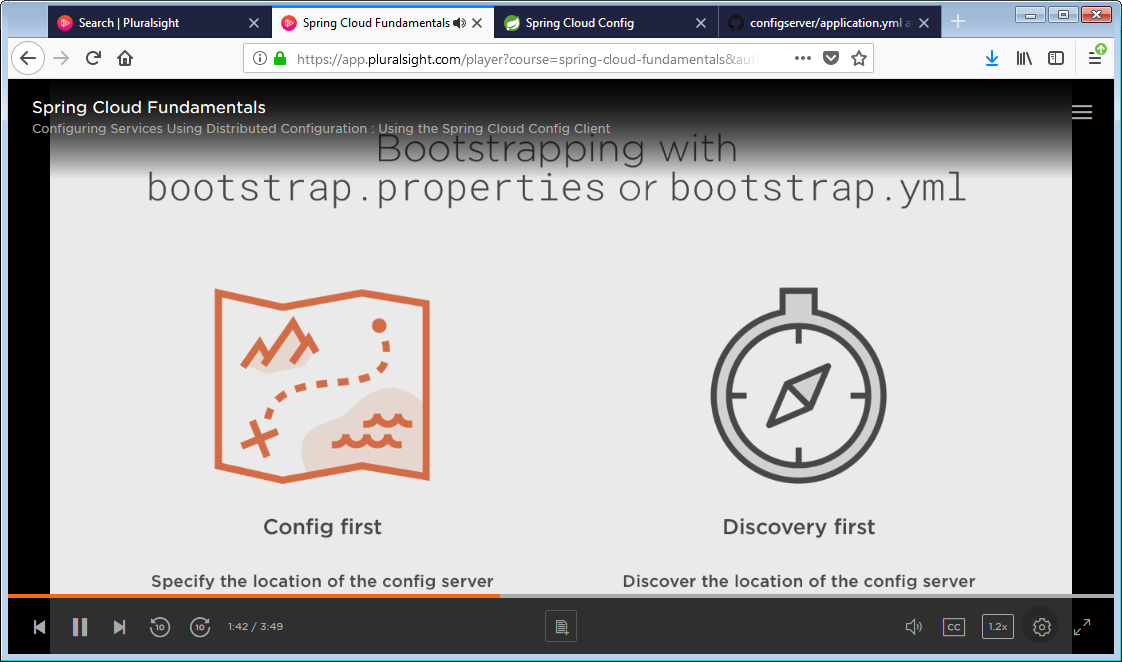 Search | Pluralsight
Spring Cloud Fundamentals
Spring Cloud Config
configserver/application.yml a
https://app.pluralsight.com/player?course=spring-cloud-fundamentals&aut
Spring Cloud Fundamentals
Configuring Services Using Distributed Configuration : Using the Spring Cloud Config Client
Bootstrapping with
bootstrap.properties or bootstrap.yml
Config first
Discovery first
Specify the location of the config server
Discover the location of the config server
10
10
1:42 / 3:49
CC
1.2x